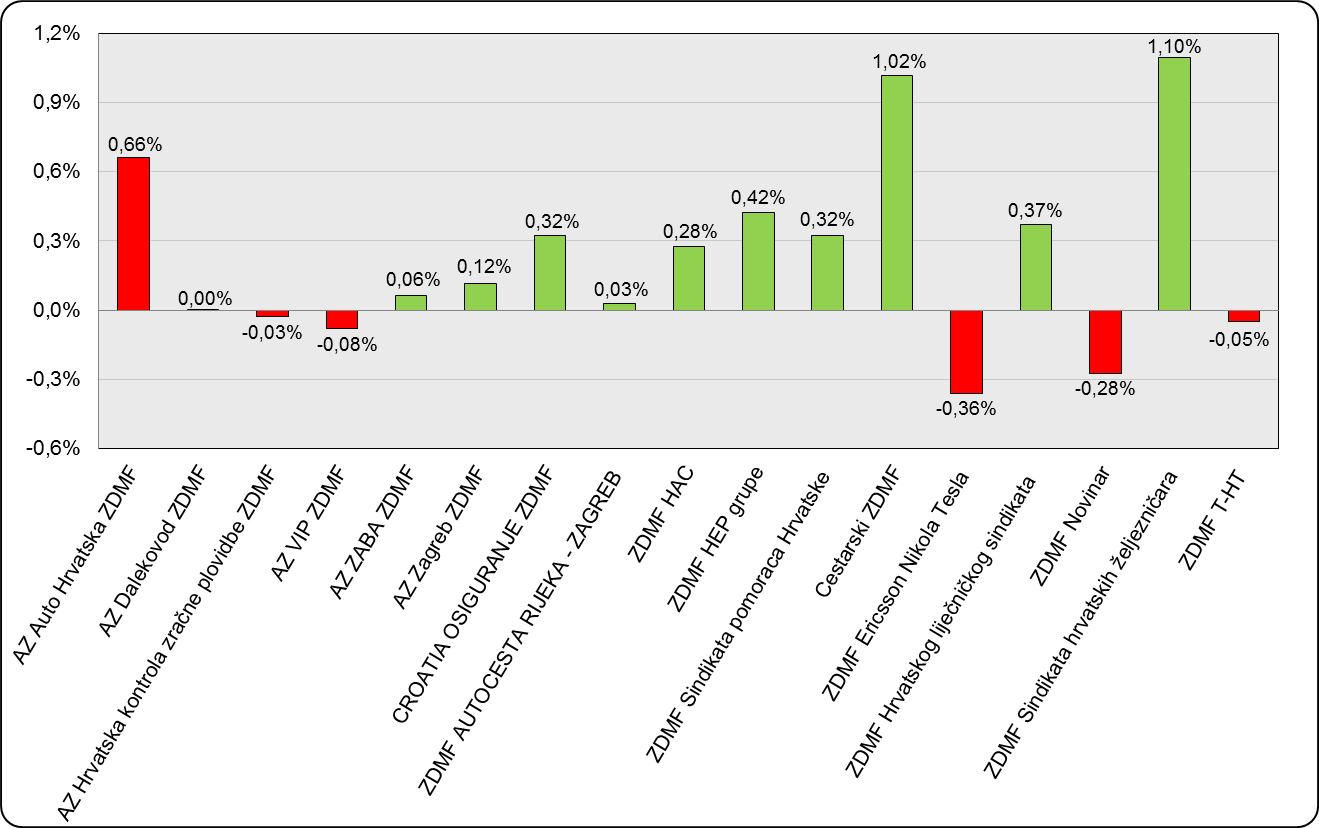 1,2%
0,9%
0,6%
0,3%
0,0%
-0,3%
-0,6%
0,66%
0,00%
-0,03%
-0,08%
0,06%
0,12%
0,32%
0,03%
0,28%
0,42%
0,32%
1,02%
-0,36%
0,37%
-0,28%
1,10%
-0,05%
AZ Auto Hrvatska ZDMF
AZ Dalekovod ZDMF
AZ Hrvatska kontrola zračne plovidbe ZDMF
AZ VIP ZDMF
AZ ZABA ZDMF
AZ Zagreb ZDMF
CROATIA OSIGURANJE ZDMF
ZDMF AUTOCESTA RIJEKA - ZAGREB
ZDMF HAC
ZDMF HEP grupe
ZDMF Sindikata pomoraca Hrvatske
Cestarski ZDMF
ZDMF Ericsson Nikola Tesla
ZDMF Hrvatskog liječničkog sindikata
ZDMF Novinar
ZDMF Sindikata hrvatskih željezničara
ZDMF T-HT